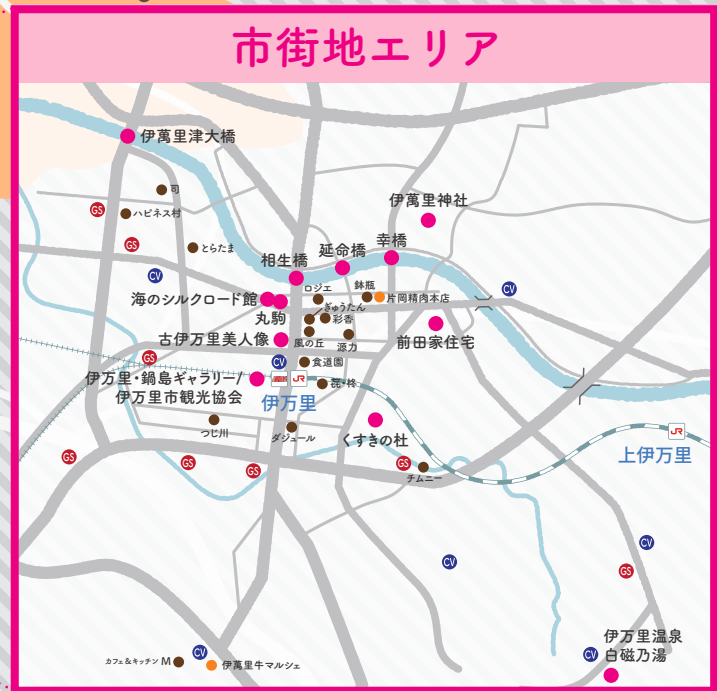 市街地エリア
伊萬里津大橋
司
GS
ハピネス村
GS
とらたま
CV
伊萬里神社
幸橋
延命橋
相生橋
ロジエ
鉢瓶
片岡精肉本店
CV
海のシルクロード館
丸駒
ぎゅうたん
彩香
風の丘
源力
前田家住宅
古伊万里美人像
GS
CV
食道園
伊万里・鍋島ギャラリー/
伊万里市観光協会
JR
伊万里
つじ川
ダジュール
くすきの杜
JR
上伊万里
GS
GS
GS
GS
チムニー
CV
CV
GS
カフェ&キッチン M
CV
伊萬里牛マルシェ
伊万里温泉
白磁乃湯
CV